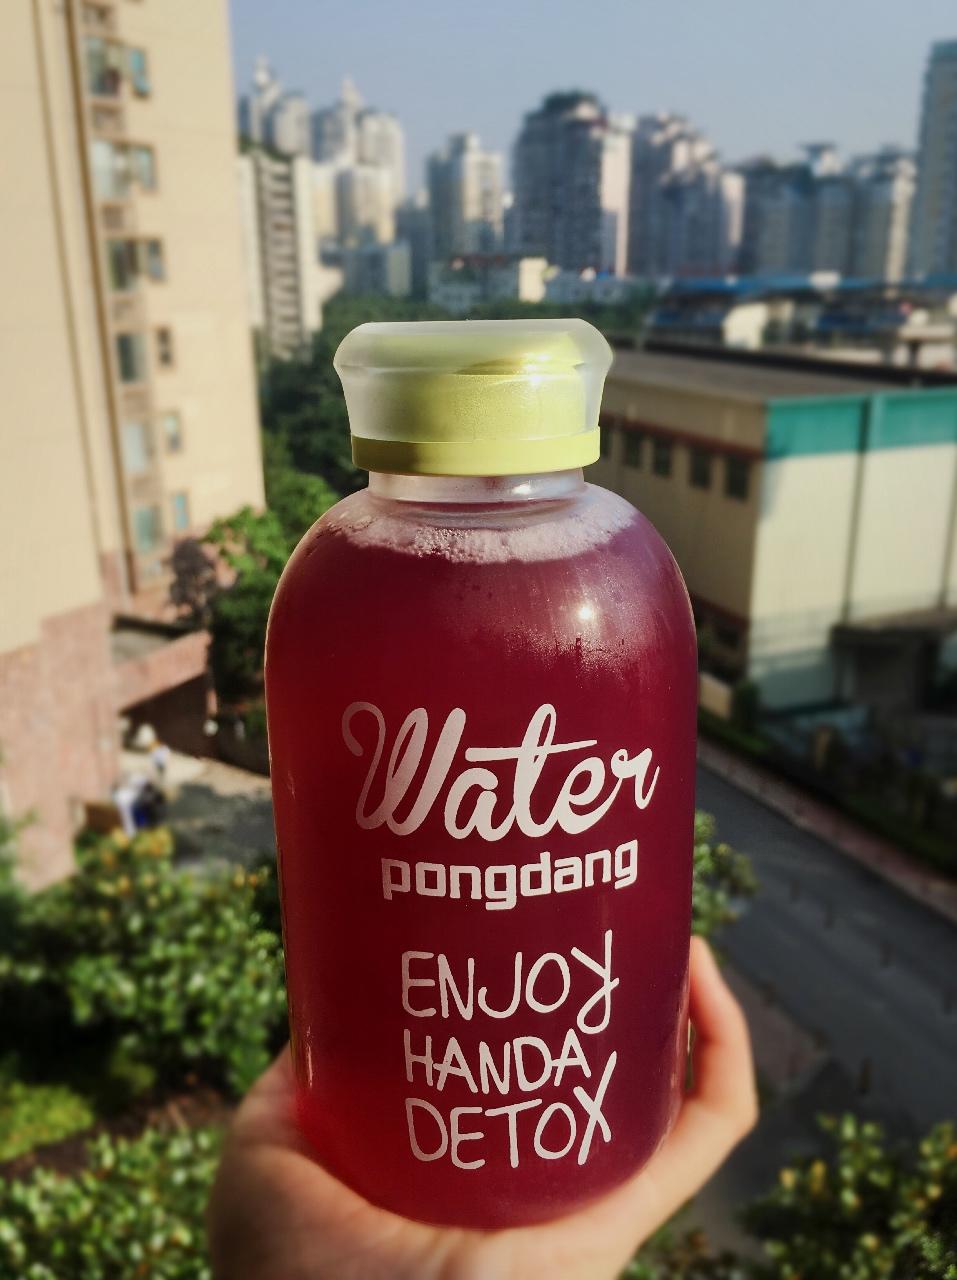 Water
pongdang
ENJOY
HANDA
DETOX